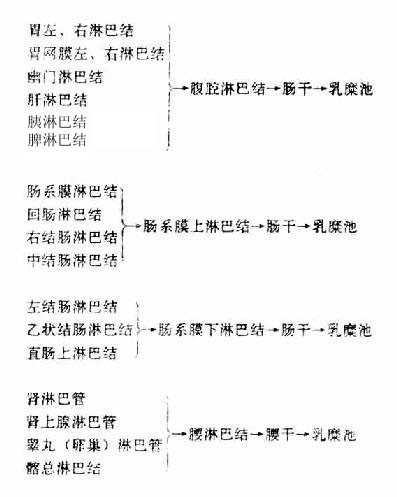 胃左、右淋巴结
胃网膜左、右淋巴结
幽门淋巴结
肝淋巴结
胰淋巴结
脾淋巴结
→腹腔淋巴结→肠干→乳糜池
肠系膜淋巴结
回肠淋巴结
右结肠淋巴结
中结肠淋巴结
→肠系膜上淋巴结→肠干→乳糜池
左结肠淋巴结
乙状结肠淋巴结
直肠上淋巴结
→肠系膜下淋巴结→肠干→乳糜池
肾淋巴管
肾上腺淋巴管
睾丸（卵巢）淋巴管
髂总淋巴结
→腰淋巴结→腰干→乳糜池